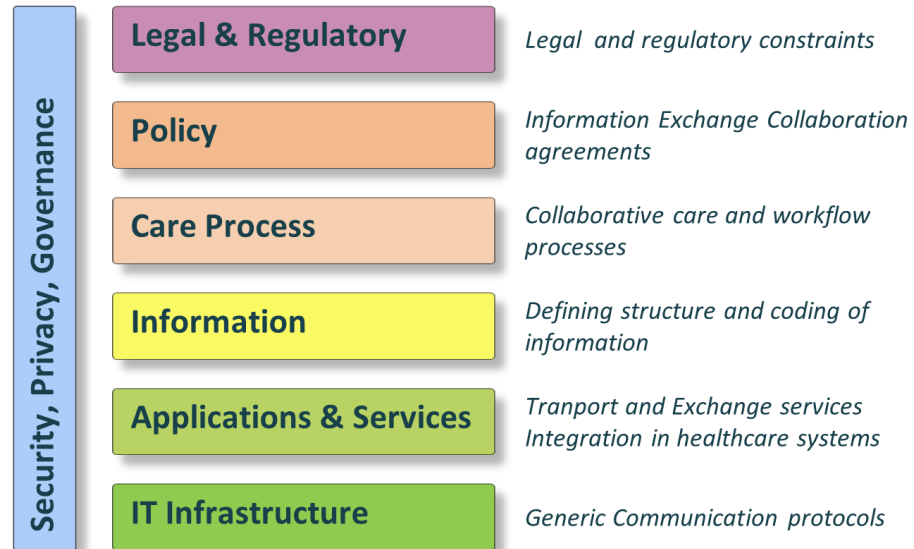 Security, Privacy, Governance
Legal & Regulatory
Legal and regulatory constraints
Policy
Information Exchange Collaboration
agreements
Care Process
Collaborative care and workflow
processes
Information
Defining structure and coding of
information
Applications & Services
Tranport and Exchange services
Integration in healthcare systems
IT Infrastructure
Generic Communication protocols